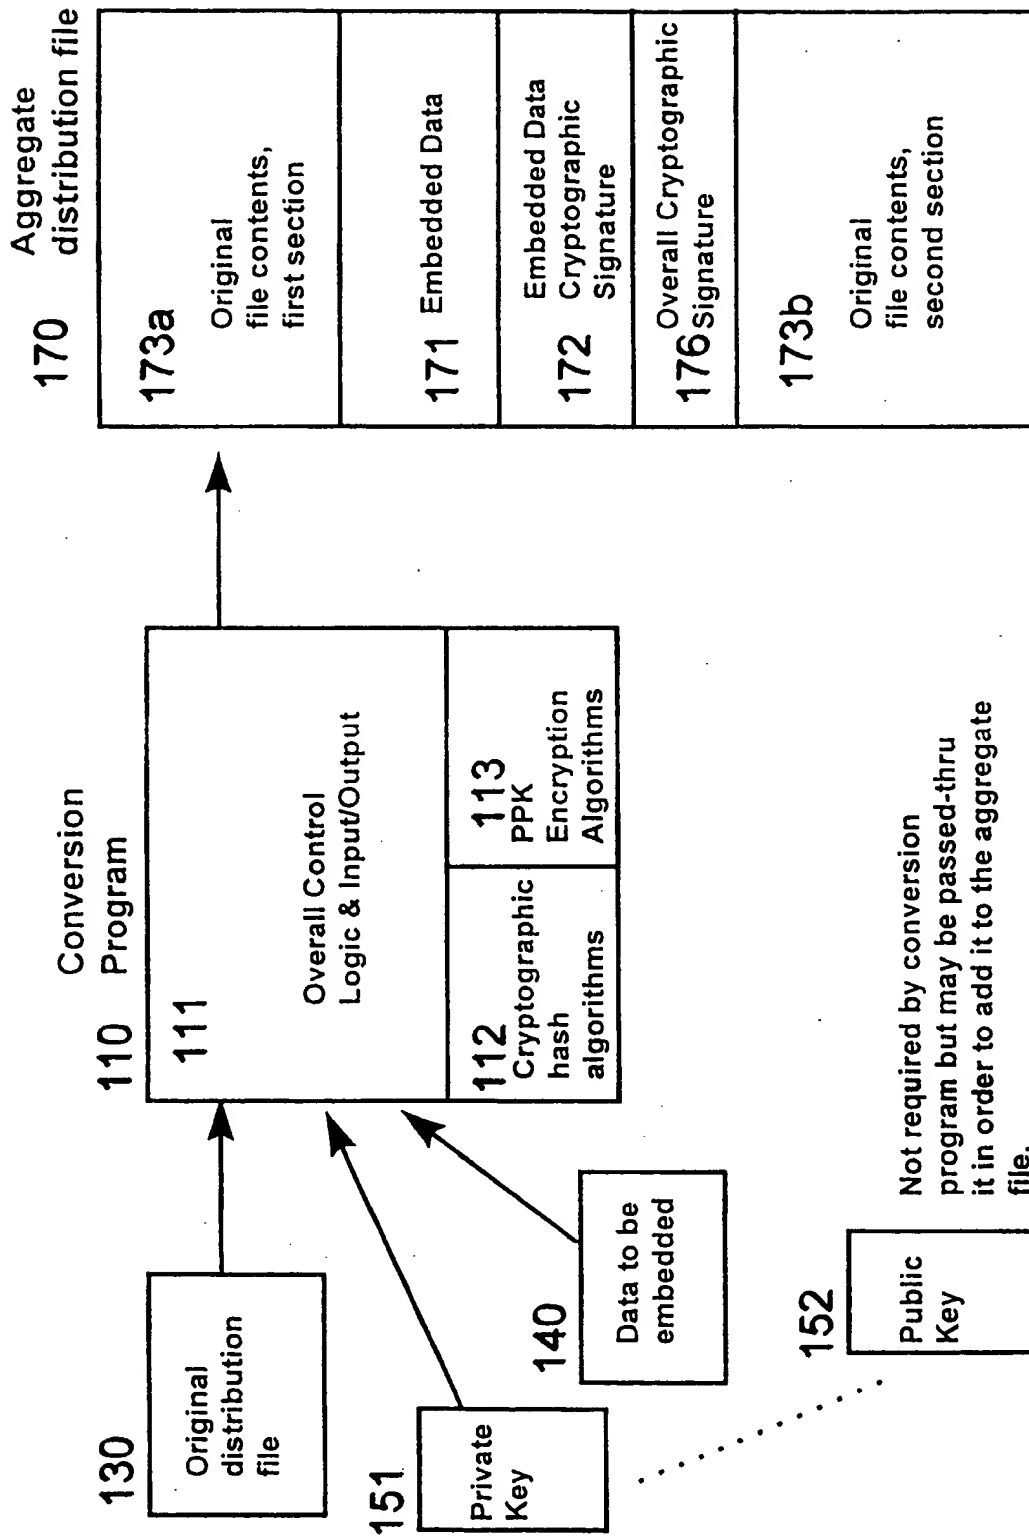 130
Original
distribution
file
151
Private
Key
140
Data to be
embedded
152
Public
Key
Not required by conversion
program but may be passed-thru
it in order to add it to the aggregate
file.
110
Conversion
Program
111
Overall Control
Logic & Input/Output
112
Cryptographic
hash
algorithms
113
PPK
Encryption
Algorithms
170
Aggregate
distribution file
173a
Original
file contents,
first section
171
Embedded Data
172
Embedded Data
Cryptographic
Signature
176
Overall Cryptographic
Signature
173b
Original
file contents,
second section